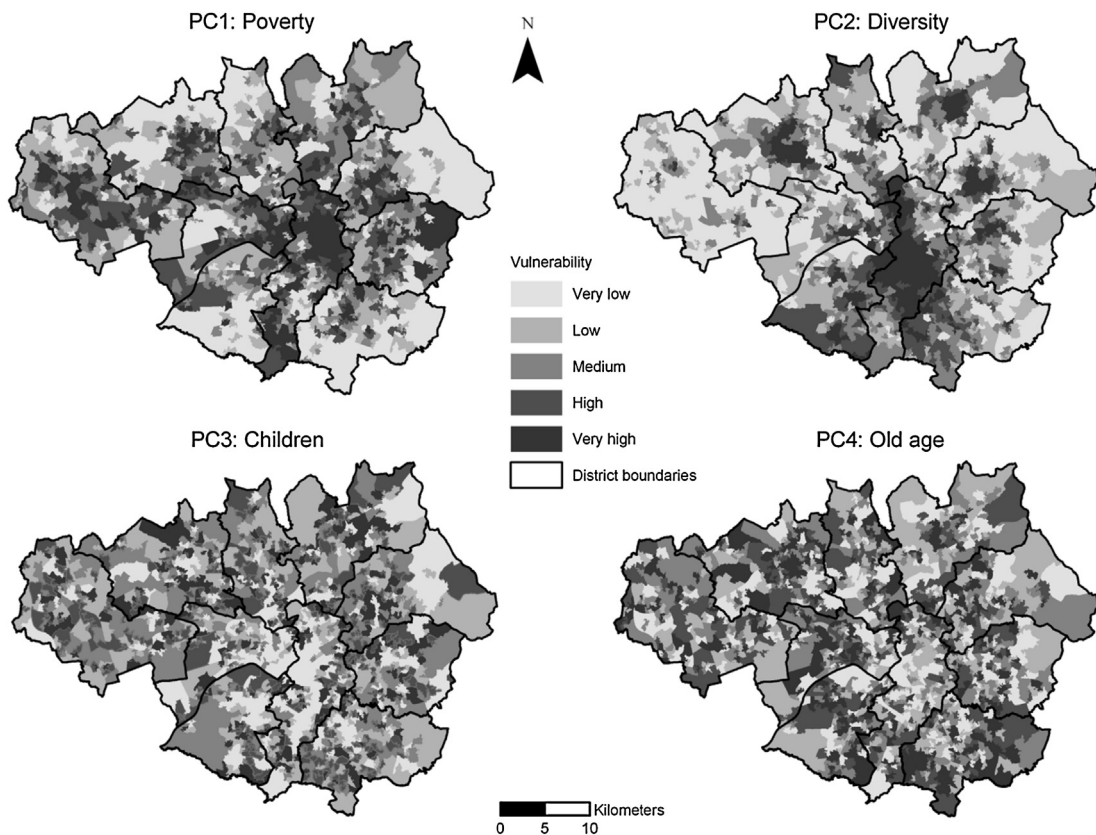 PC1: Poverty
N
PC2: Diversity
Vulnerability
Very low
Low
Medium
High
Very high
District boundaries
PC3: Children
PC4: Old age
Kilometers
0 5 10